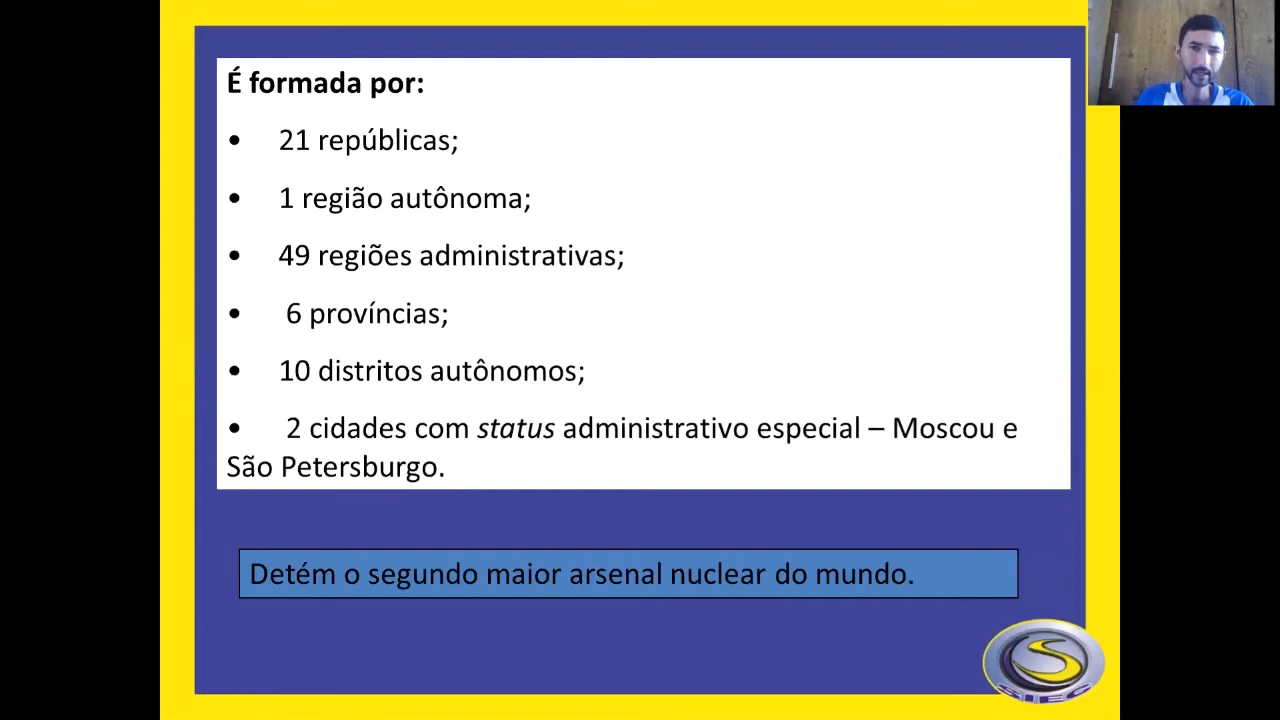 É formada por:
• 21 repúblicas;
• 1 região autônoma;
• 49 regiões administrativas;
• 6 províncias;
• 10 distritos autônomos;
• 2 cidades com status administrativo especial – Moscou e
São Petersburgo.
Detém o segundo maior arsenal nuclear do mundo.